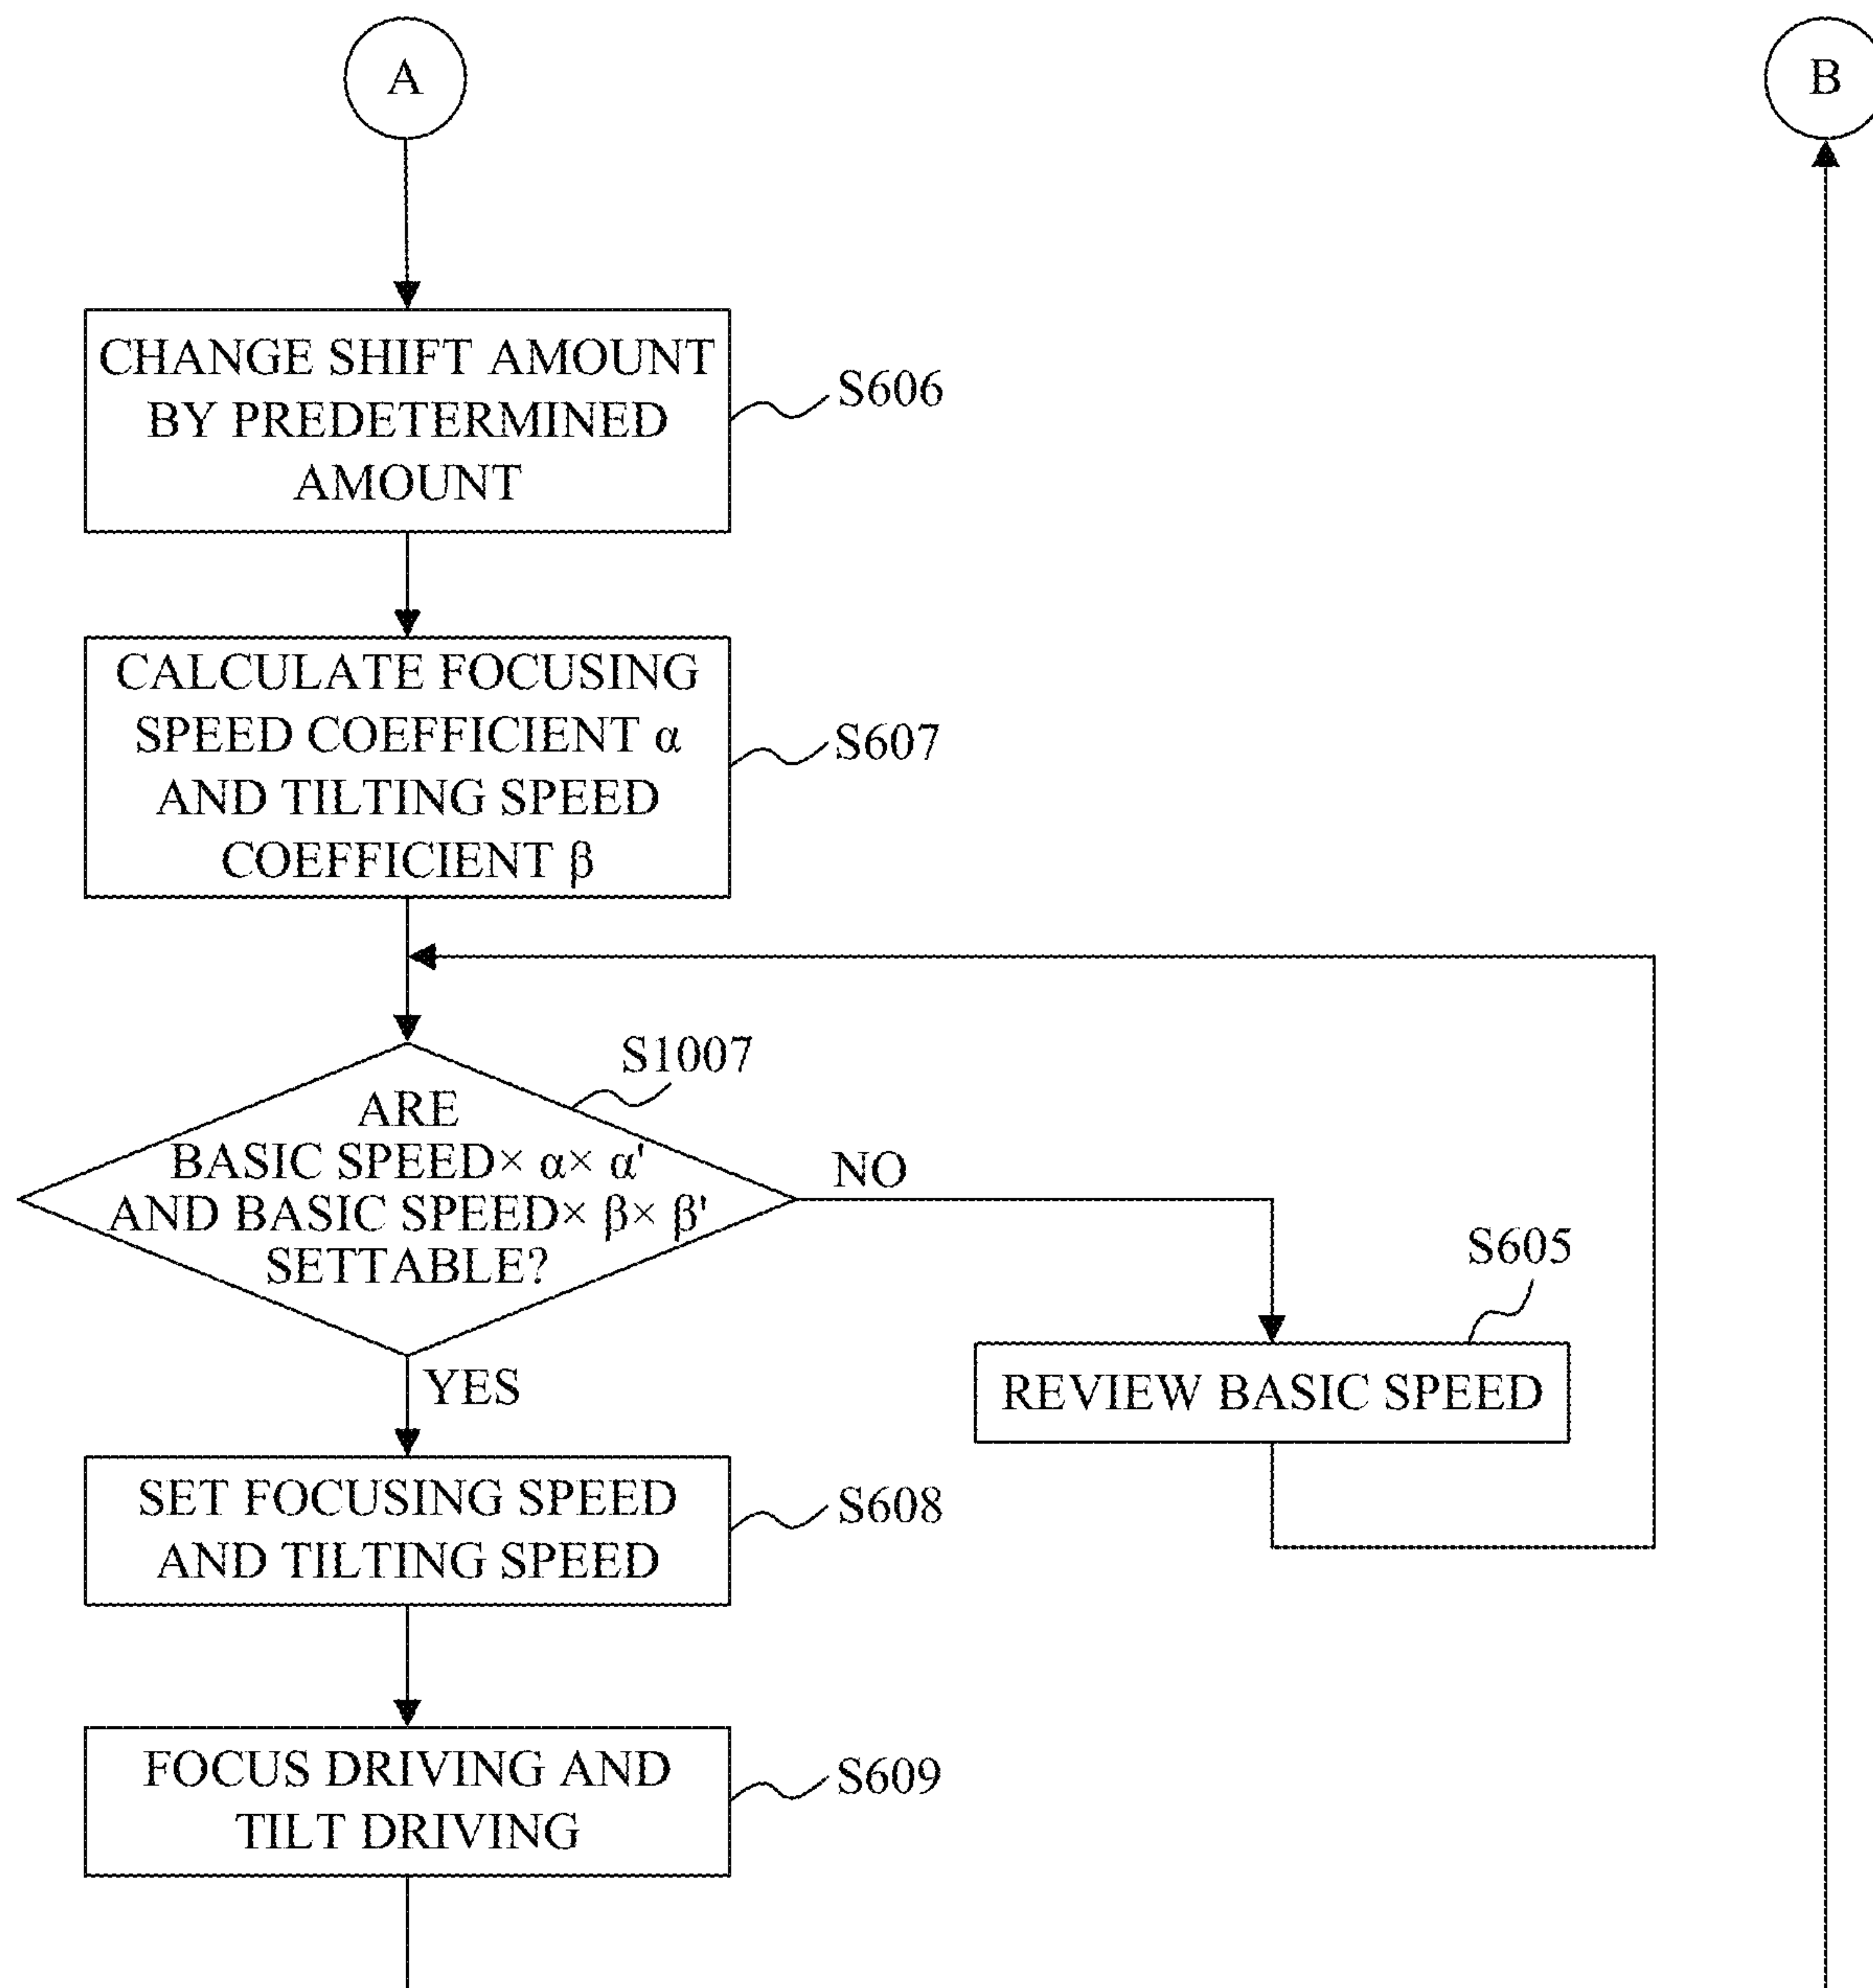 A
B
CHANGE SHIFT AMOUNT
BY PREDETERMINED
AMOUNT
S606
CALCULATE FOCUSING
SPEED COEFFICIENT α
AND TILTING SPEED
COEFFICIENT β
S607
S1007
ARE
BASIC SPEED× α× α'
AND BASIC SPEED× β× β'
SETTABLE?
NO
YES
S605
REVIEW BASIC SPEED
SET FOCUSING SPEED
AND TILTING SPEED
S608
FOCUS DRIVING AND
TILT DRIVING
S609